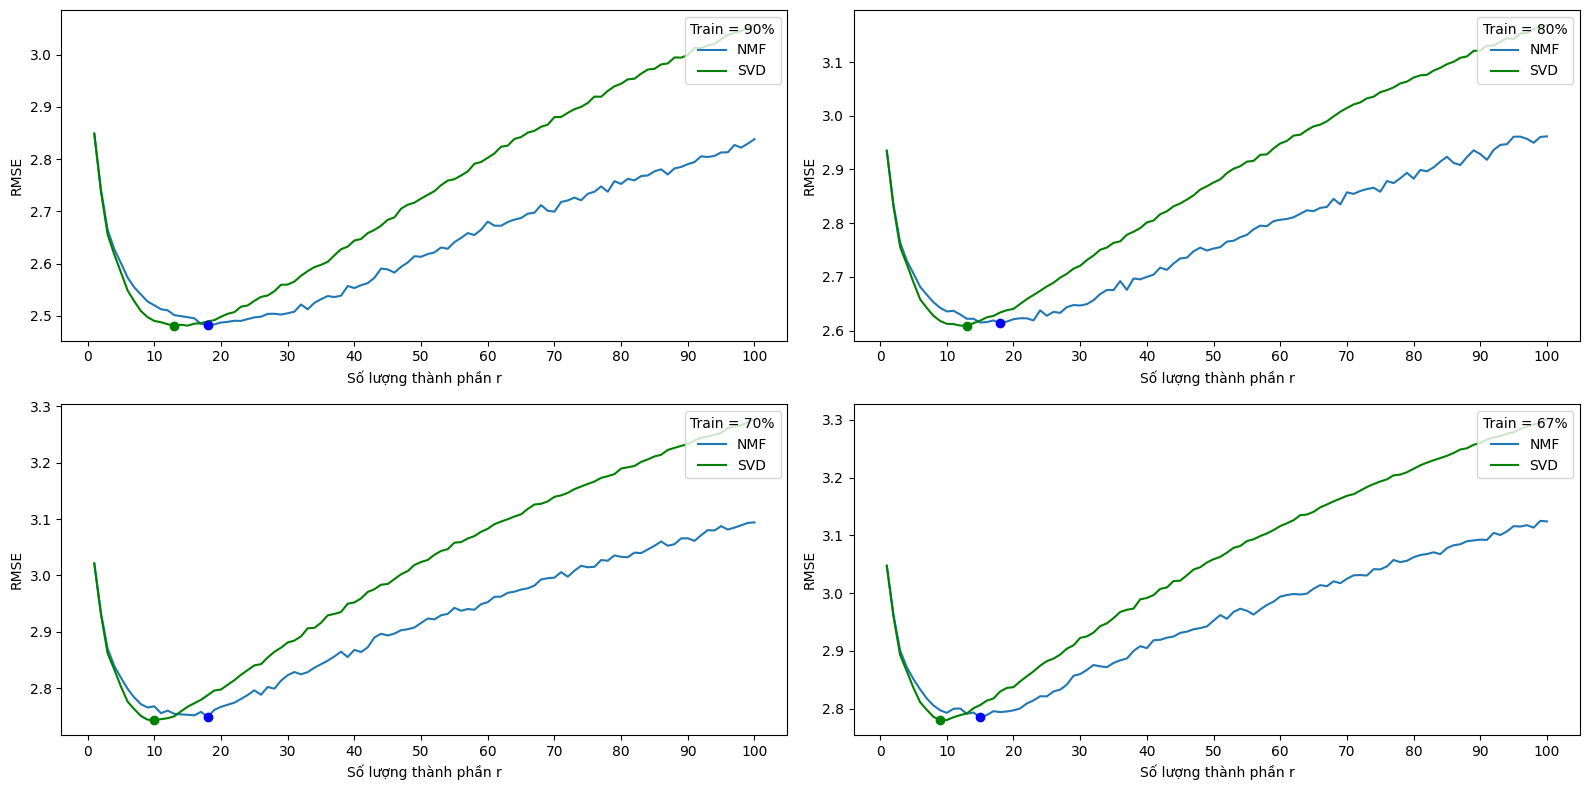 Train = 90%
NMF
SVD
RMSE
3.0
2.9
2.8
2.7
2.6
2.5
0 10 20 30 40 50 60 70 80 90 100
Số lượng thành phần r
Train = 80%
NMF
SVD
RMSE
3.1
3.0
2.9
2.8
2.7
2.6
0 10 20 30 40 50 60 70 80 90 100
Số lượng thành phần r
Train = 70%
NMF
SVD
RMSE
3.3
3.2
3.1
3.0
2.9
2.8
0 10 20 30 40 50 60 70 80 90 100
Số lượng thành phần r
Train = 67%
NMF
SVD
RMSE
3.3
3.2
3.1
3.0
2.9
2.8
0 10 20 30 40 50 60 70 80 90 100
Số lượng thành phần r